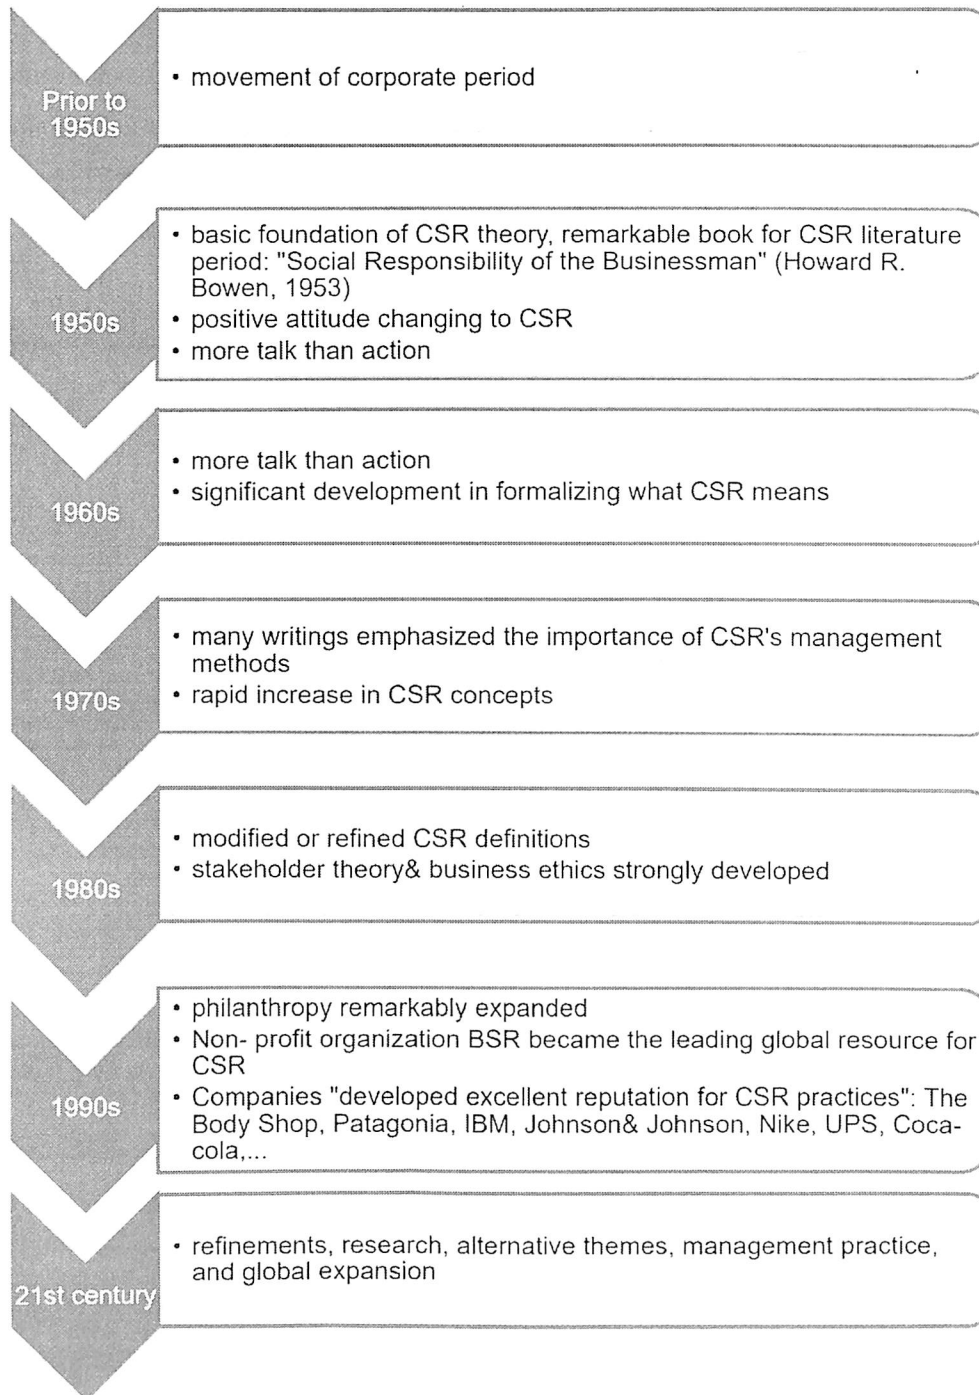 Prior to
1950s
• movement of corporate period
1950s
• basic foundation of CSR theory, remarkable book for CSR literature
period: "Social Responsibility of the Businessman" (Howard R.
Bowen, 1953)
• positive attitude changing to CSR
• more talk than action
1960s
• more talk than action
• significant development in formalizing what CSR means
1970s
• many writings emphasized the importance of CSR's management
methods
• rapid increase in CSR concepts
1980s
• modified or refined CSR definitions
• stakeholder theory& business ethics strongly developed
1990s
• philanthropy remarkably expanded
• Non- profit organization BSR became the leading global resource for
CSR
• Companies "developed excellent reputation for CSR practices": The
Body Shop, Patagonia, IBM, Johnson& Johnson, Nike, UPS, Coca-
cola,...
21st century
• refinements, research, alternative themes, management practice,
and global expansion